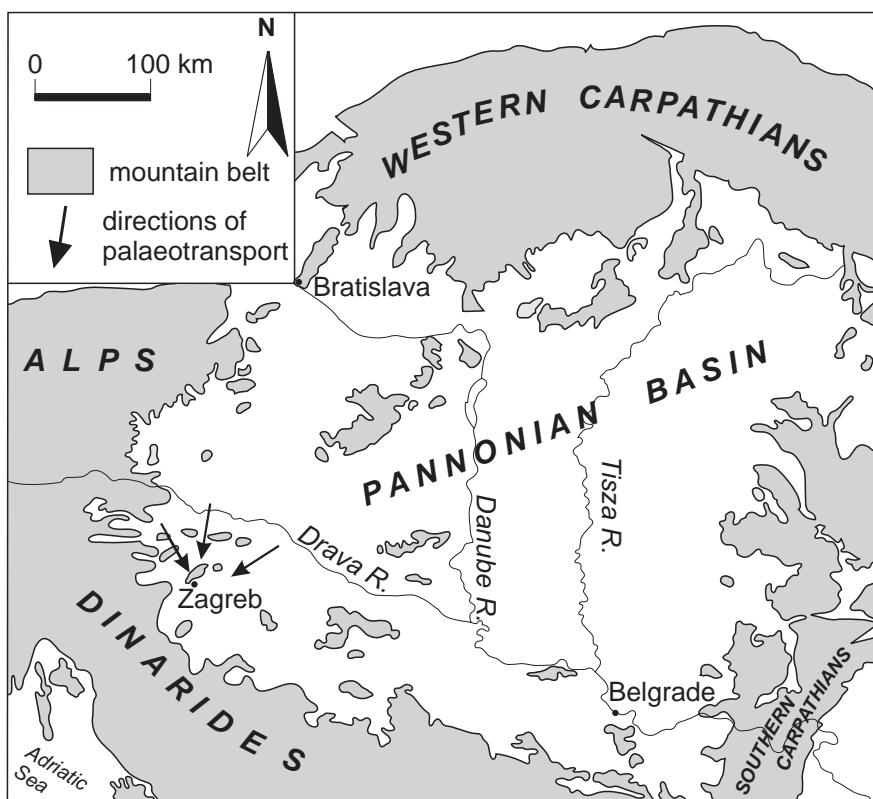 N
0 100 km
mountain belt
directions of
palaeotransport
WESTERN CARPATHIANS
Bratislava
ALPS
PANNONIAN BASIN
Tisza R.
Danube R.
Drava R.
Zagreb
DINARIDES
Belgrade
SOUTHERN
CARPATHIANS
Adriatic
Sea